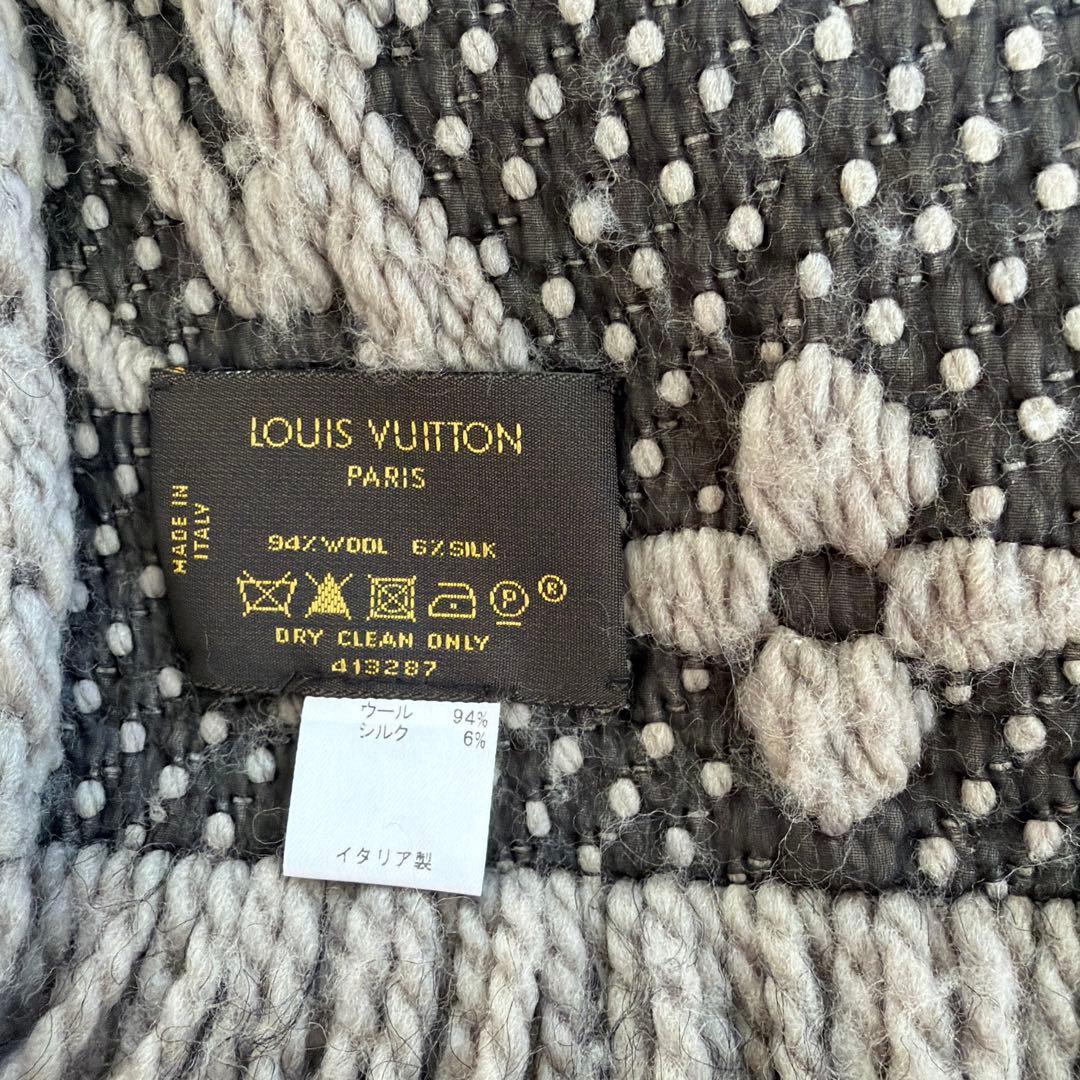 LOUIS VUITTON
PARIS
MADE IN
ITALY
94% WOOL 6% SILK
P ®
DRY CLEAN ONLY
413287
ウール 94%
シルク 6%
イタリア製